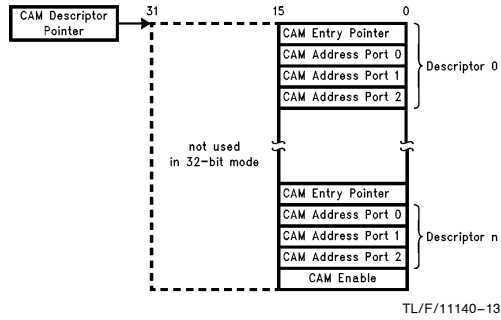 CAM Descriptor
Pointer
31
15
0
CAM Entry Pointer
CAM Address Port 0
CAM Address Port 1
CAM Address Port 2
Descriptor 0
not used
in 32-bit mode
CAM Entry Pointer
CAM Address Port 0
CAM Address Port 1
CAM Address Port 2
Descriptor n
CAM Enable
TL/F/11140–13